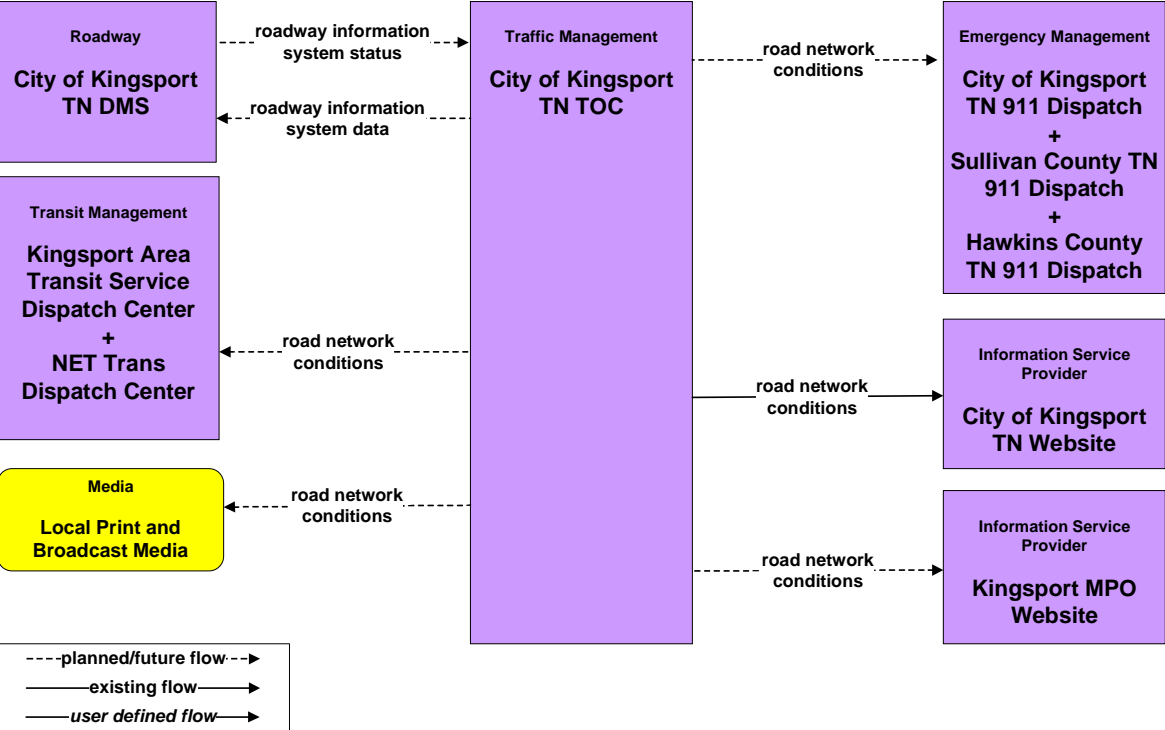 Roadway
City of Kingsport
TN DMS
roadway information
system status
roadway information
system data
Traffic Management
City of Kingsport
TN TOC
road network
conditions
Emergency Management
City of Kingsport
TN 911 Dispatch
+
Sullivan County TN
911 Dispatch
+
Hawkins County
TN 911 Dispatch
Transit Management
Kingsport Area
Transit Service
Dispatch Center
+
NET Trans
Dispatch Center
road network
conditions
road network
conditions
Information Service
Provider
City of Kingsport
TN Website
Media
Local Print and
Broadcast Media
road network
conditions
road network
conditions
Information Service
Provider
Kingsport MPO
Website
planned/future flow
existing flow
user defined flow